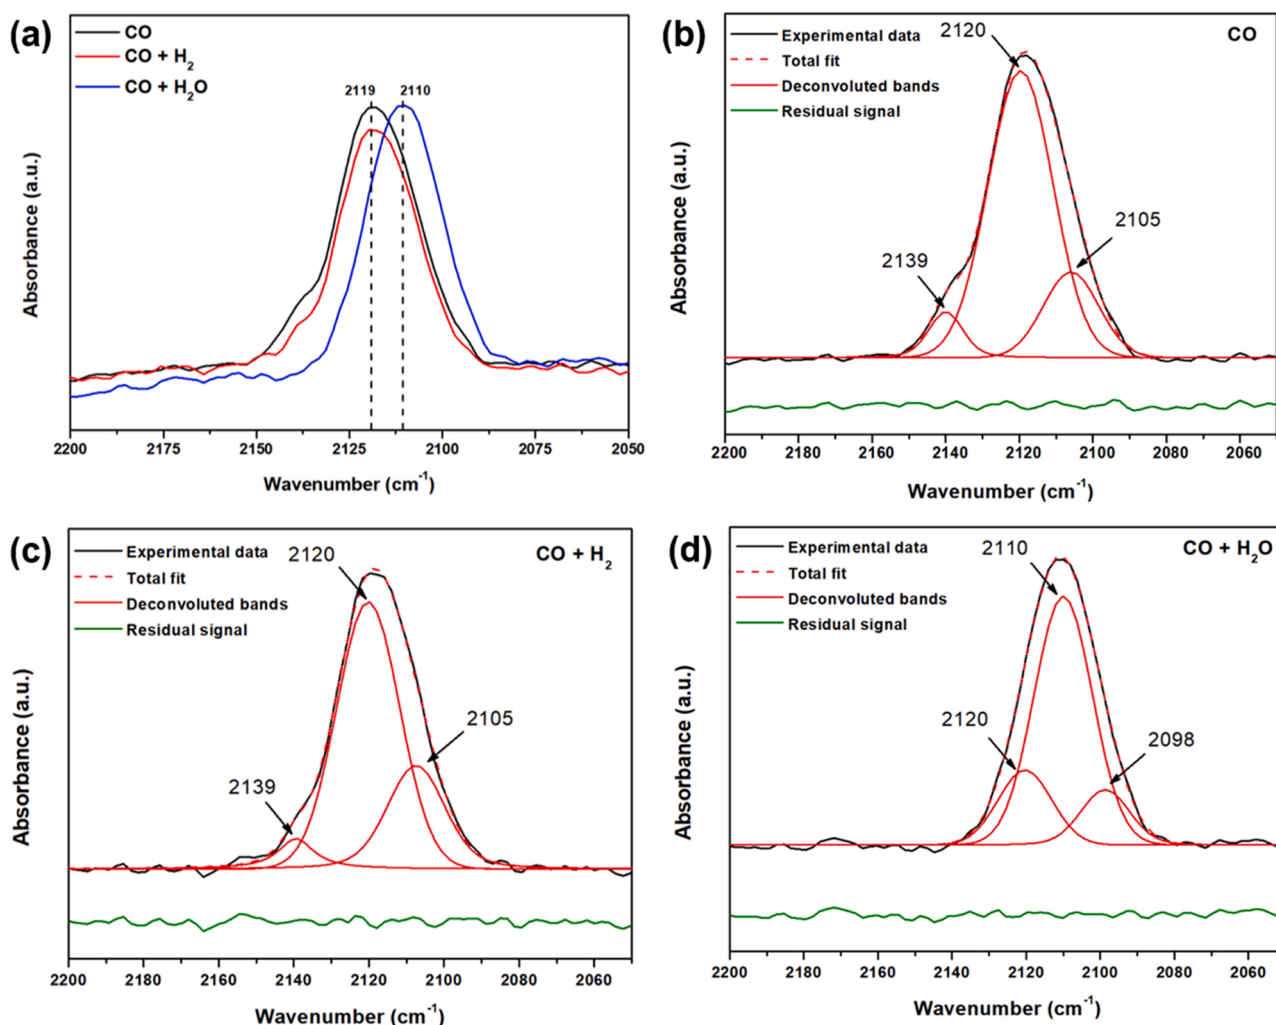 (a)
CO
CO + H₂
CO + H₂O
2119 2110
Absorbance (a.u.)
2200 2175 2150 2125 2100 2075 2050
Wavenumber (cm⁻¹)
(b)
Experimental data
Total fit
Deconvoluted bands
Residual signal
CO
2120
2105
2139
Absorbance (a.u.)
2200 2180 2160 2140 2120 2100 2080 2060
Wavenumber (cm⁻¹)
(c)
Experimental data
Total fit
Deconvoluted bands
Residual signal
CO + H₂
2120
2105
2139
Absorbance (a.u.)
2200 2180 2160 2140 2120 2100 2080 2060
Wavenumber (cm⁻¹)
(d)
Experimental data
Total fit
Deconvoluted bands
Residual signal
CO + H₂O
2110
2120
2098
Absorbance (a.u.)
2200 2180 2160 2140 2120 2100 2080 2060
Wavenumber (cm⁻¹)